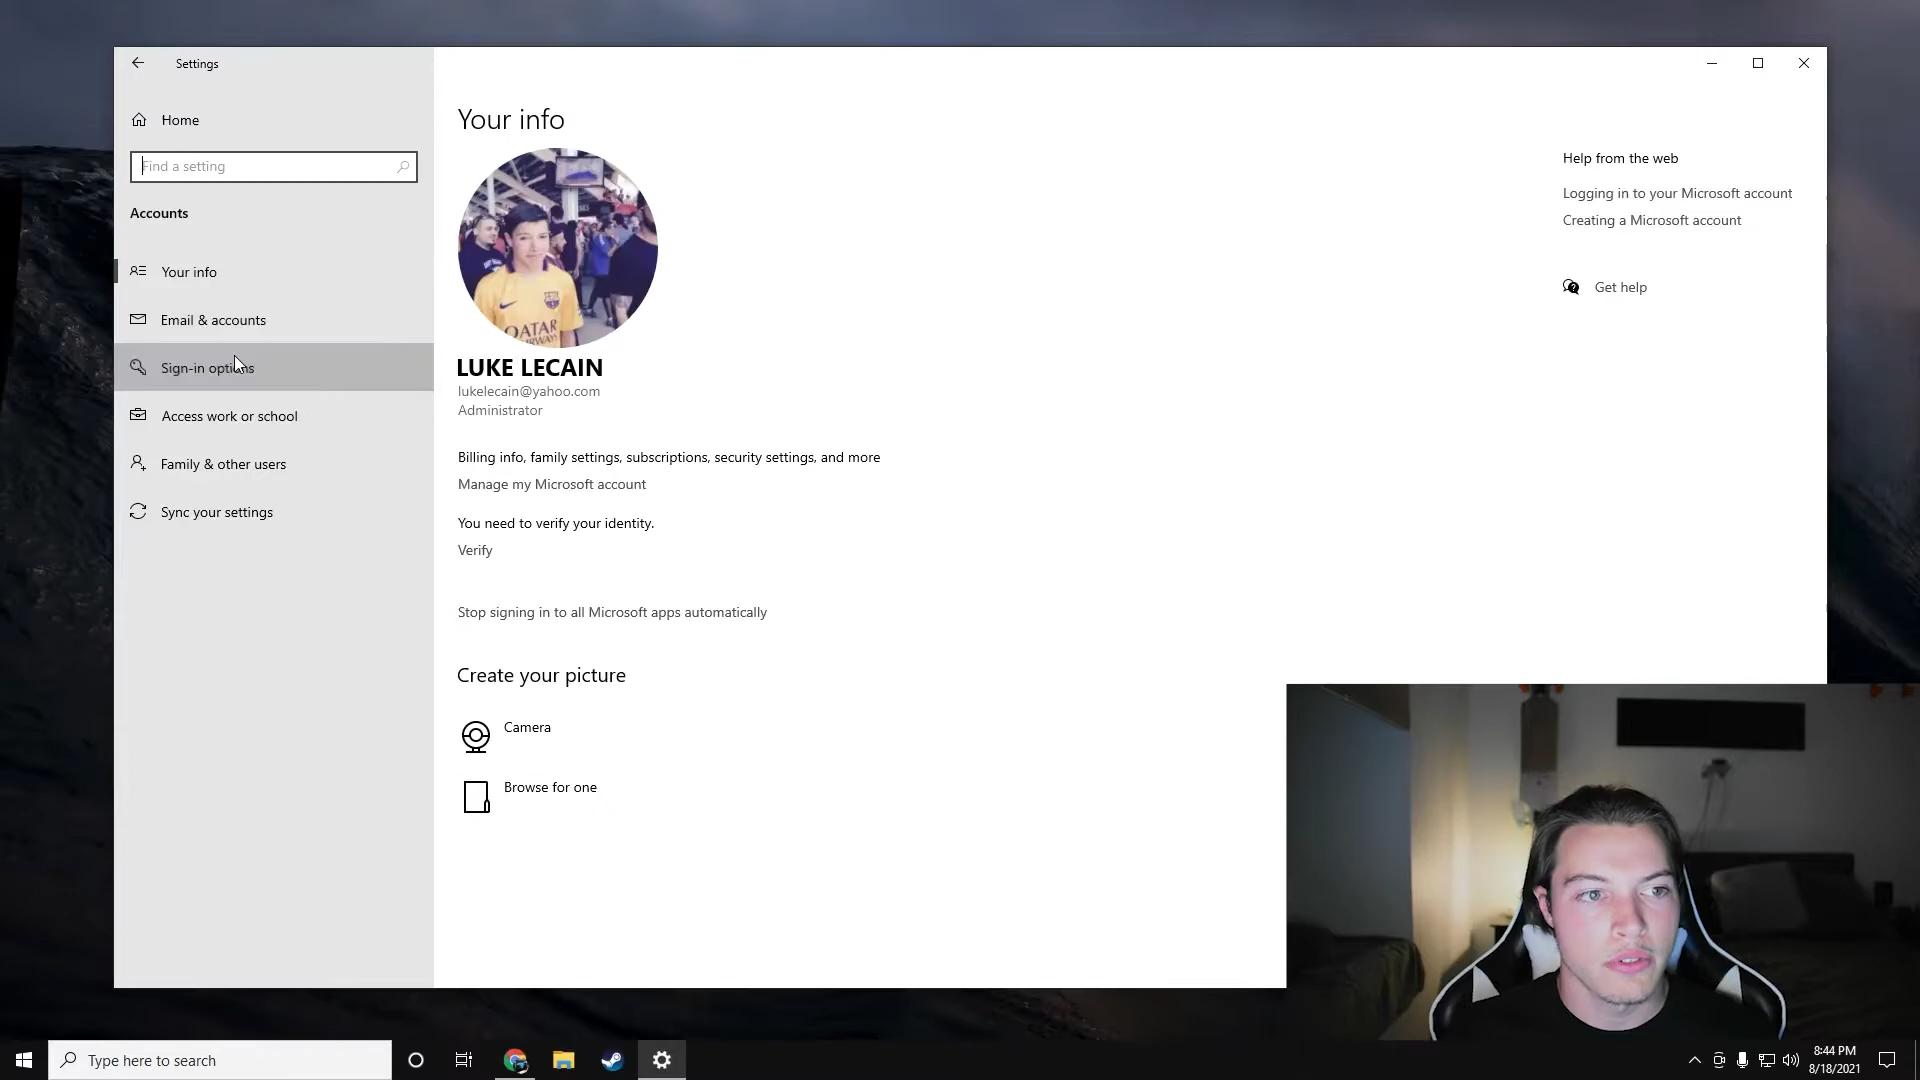 Settings
Home
Find a setting
Accounts
Your info
Email & accounts
Sign-in options
Access work or school
Family & other users
Sync your settings
Your info
QATAR
LUKE LECAIN
lukelecain@yahoo.com
Administrator
Billing info, family settings, subscriptions, security settings, and more
Manage my Microsoft account
You need to verify your identity.
Verify
Stop signing in to all Microsoft apps automatically
Create your picture
Camera
Browse for one
Help from the web
Logging in to your Microsoft account
Creating a Microsoft account
Get help
Type here to search
8:44 PM
8/18/2021